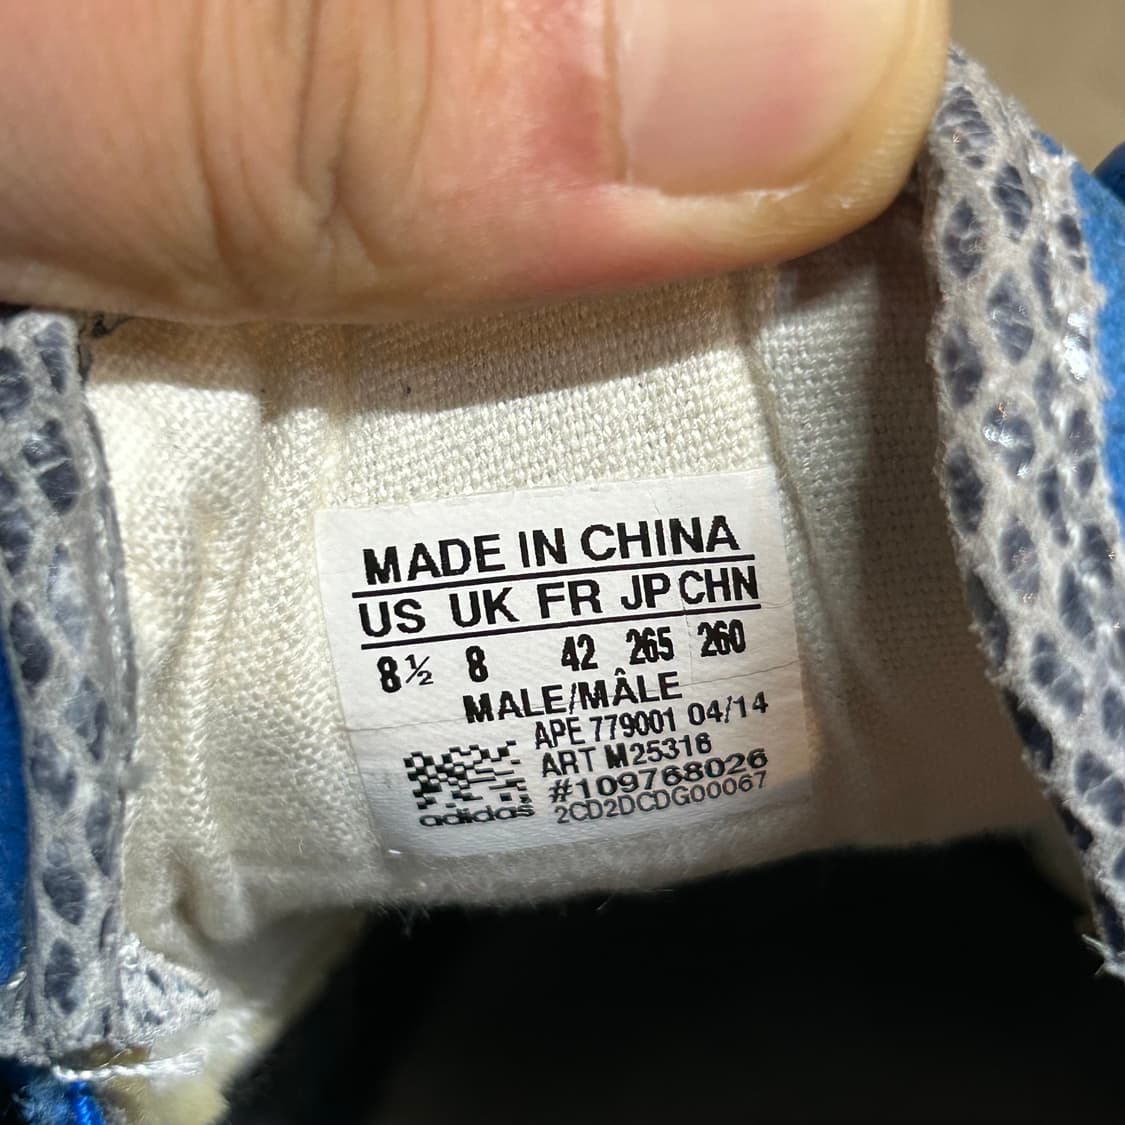 MADE IN CHINA
US UK FR JP CHN
8½ 8 42 265 260
MALE/MÂLE
APE 779001 04/14
ART M25316
#109768026
adidas 2CD2DCDG00067